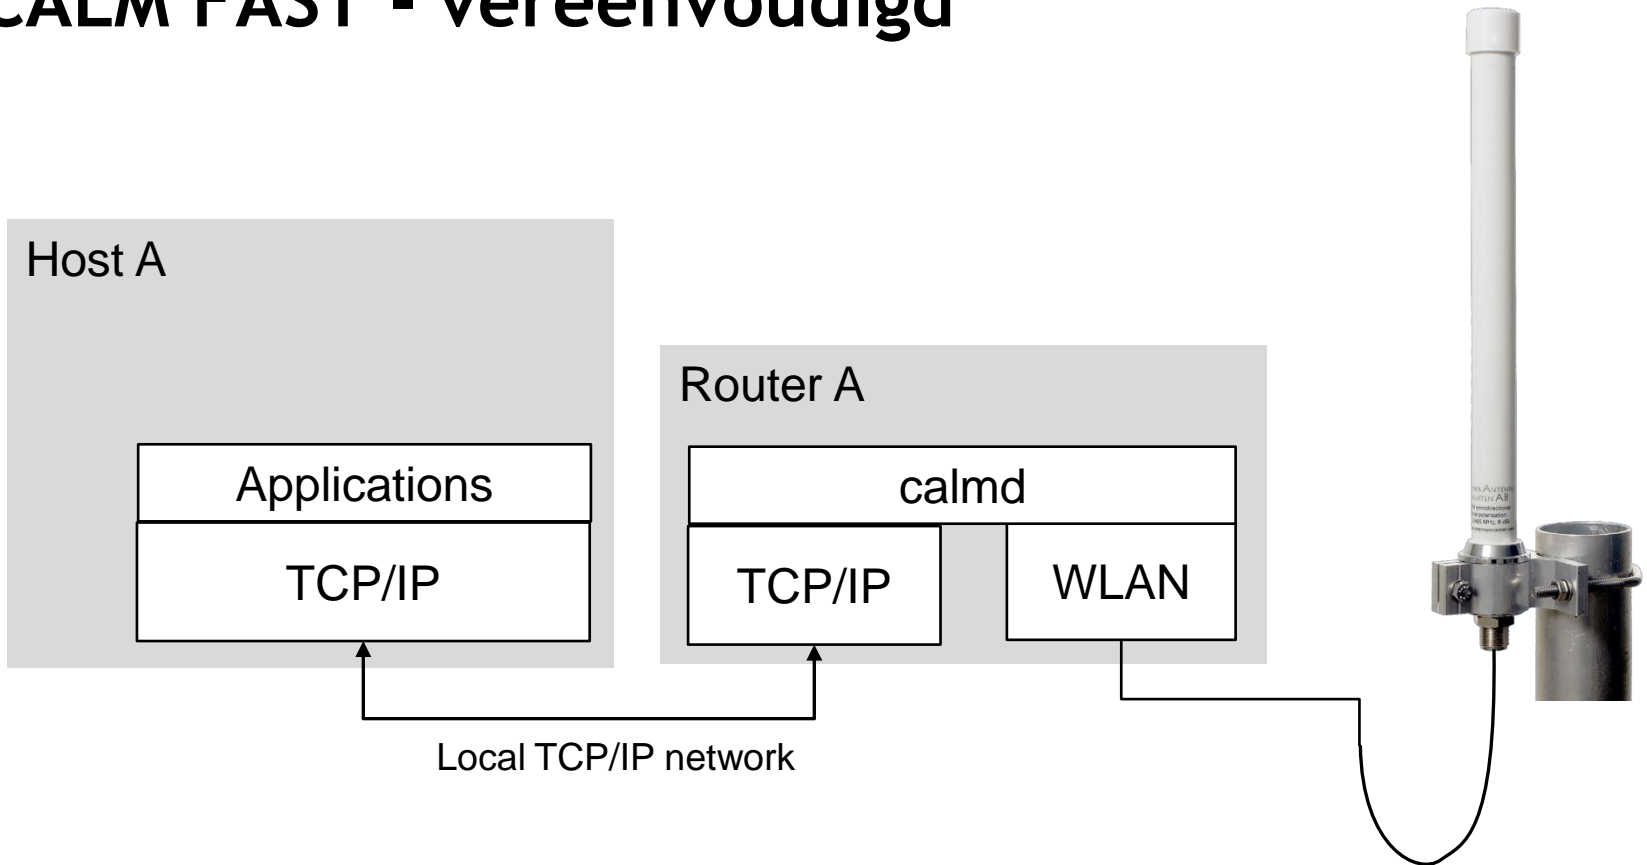 CALM FAST - vereenvoudigd
Host A
Router A
Applications
calmd
TCP/IP
TCP/IP
WLAN
Local TCP/IP network